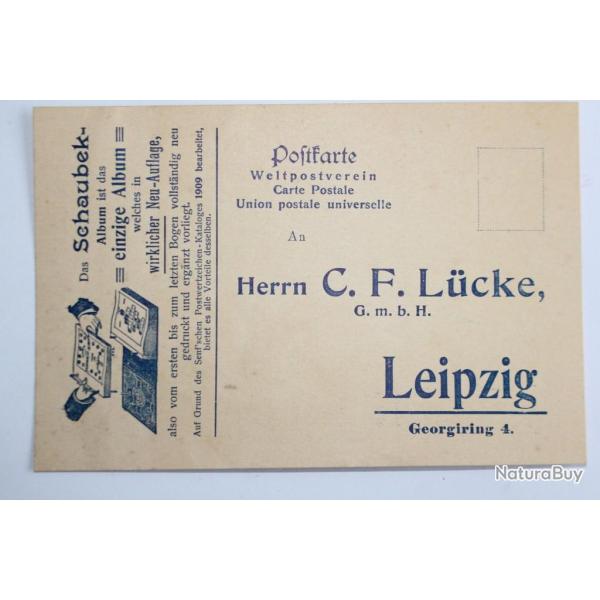 Das Schaubek-
Album ist das
einzige Album
welches in
wirklicher Neu-Auflage,
also vom ersten bis zum letzten Bogen vollständig neu
gedruckt und ergänzt vorliegt.
Auf Grund des Senf'schen Postwertzeichen-Kataloges 1909 bearbeitet,
bietet es alle Vorteile desselben.
Postkarte
Weltpostverein
Carte Postale
Union postale universelle
An
Herrn C. F. Lücke,
G. m. b. H.
Leipzig
Georgiring 4.
NaturaBuy